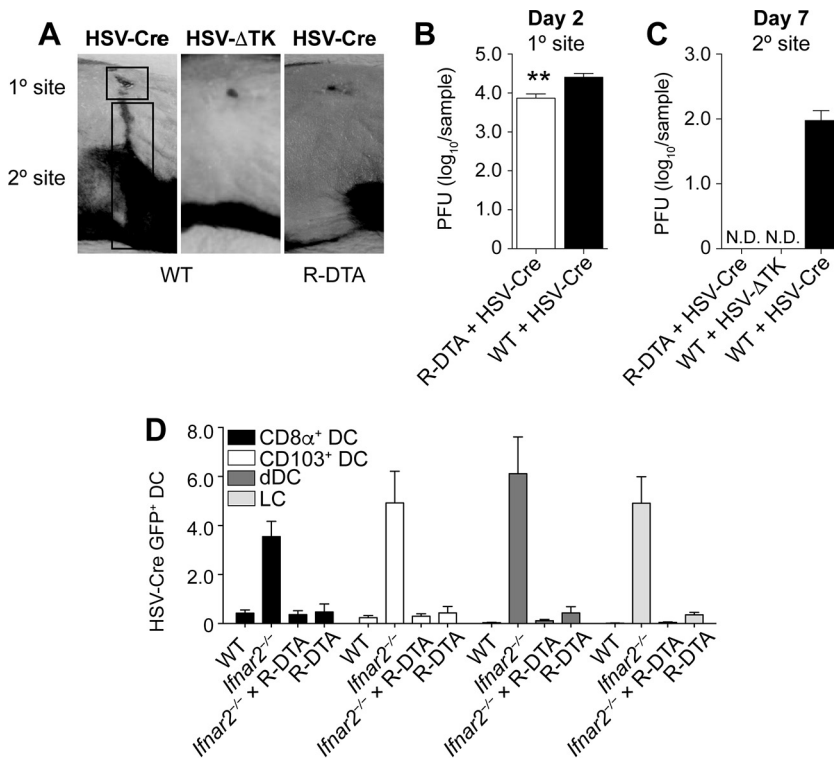 A
HSV-Cre HSV-ΔTK HSV-Cre
1º site
2º site
WT R-DTA
B
Day 2
1º site
PFU (log10/sample)
5.0
4.0
3.0
2.0
1.0
0
**
R-DTA + HSV-Cre
WT + HSV-Cre
C
Day 7
2º site
PFU (log10/sample)
3.0
2.0
1.0
0
N.D. N.D.
R-DTA + HSV-Cre
WT + HSV-ΔTK
WT + HSV-Cre
D
HSV-Cre GFP+ DC
8.0
6.0
4.0
2.0
0
CD8α+ DC
CD103+ DC
dDC
LC
WT
Ifnar2–/–
Ifnar2–/– × R-DTA
R-DTA
WT
Ifnar2–/–
Ifnar2–/– × R-DTA
R-DTA
WT
Ifnar2–/–
Ifnar2–/– × R-DTA
R-DTA
WT
Ifnar2–/–
Ifnar2–/– × R-DTA
R-DTA